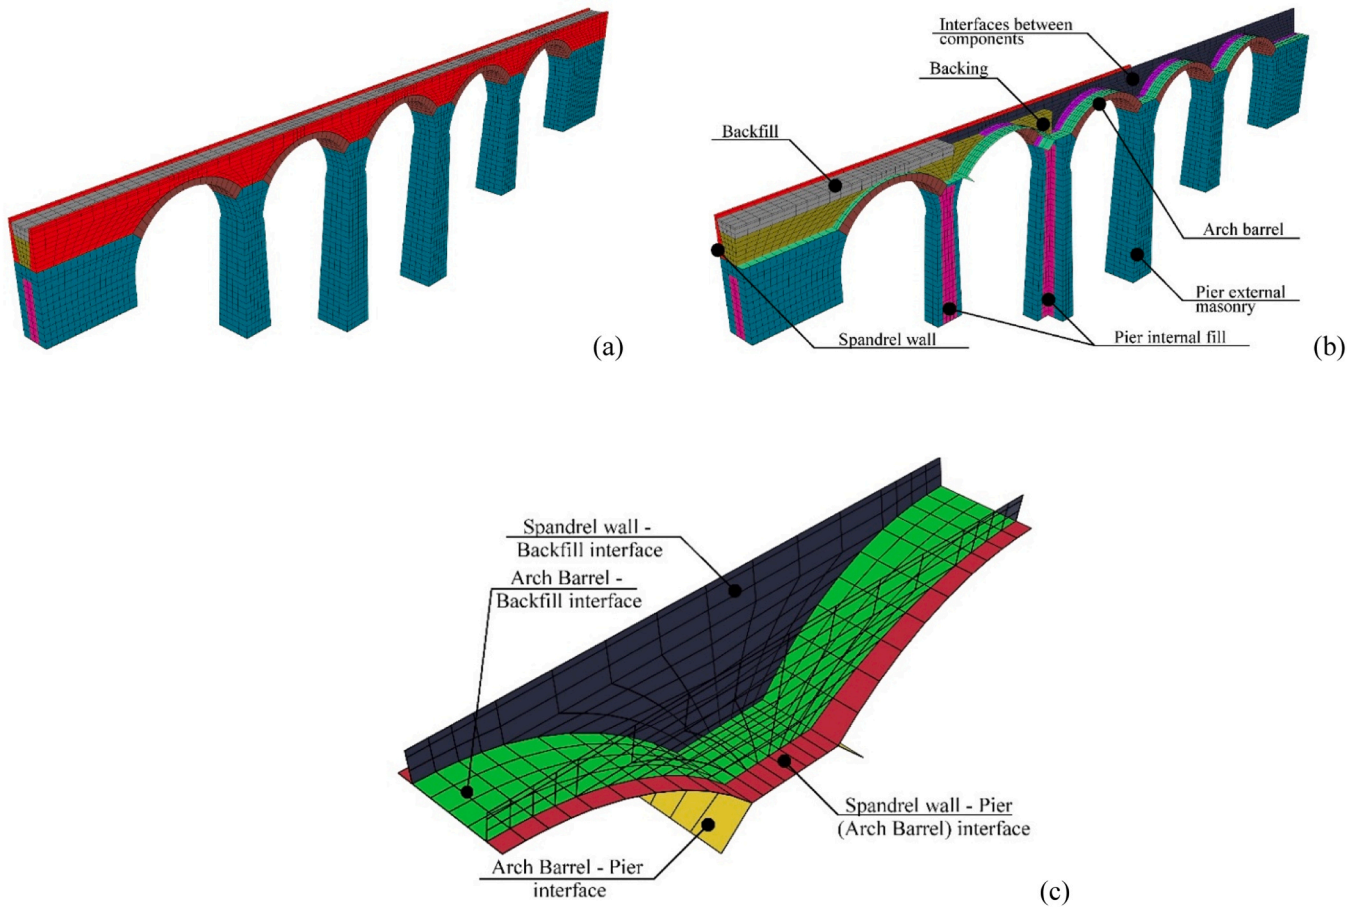 Interfaces between
components
Backing
Backfill
Arch barrel
Pier external
masonry
Spandrel wall
Pier internal fill
(a)
(b)
Spandrel wall -
Backfill interface
Arch Barrel -
Backfill interface
Spandrel wall - Pier
(Arch Barrel) interface
Arch Barrel - Pier
interface
(c)